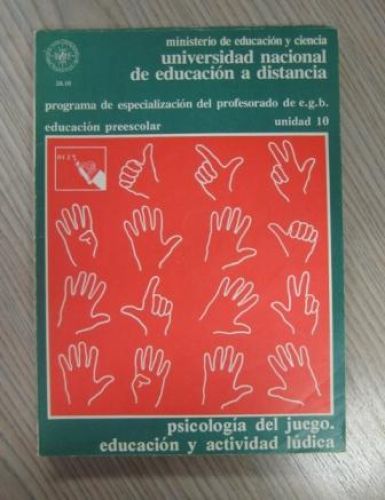 ministerio de educación y ciencia
universidad nacional
de educación a distancia
programa de especialización del profesorado de e.g.b.
educación preescolar
unidad 10
psicología del juego.
educación y actividad lúdica